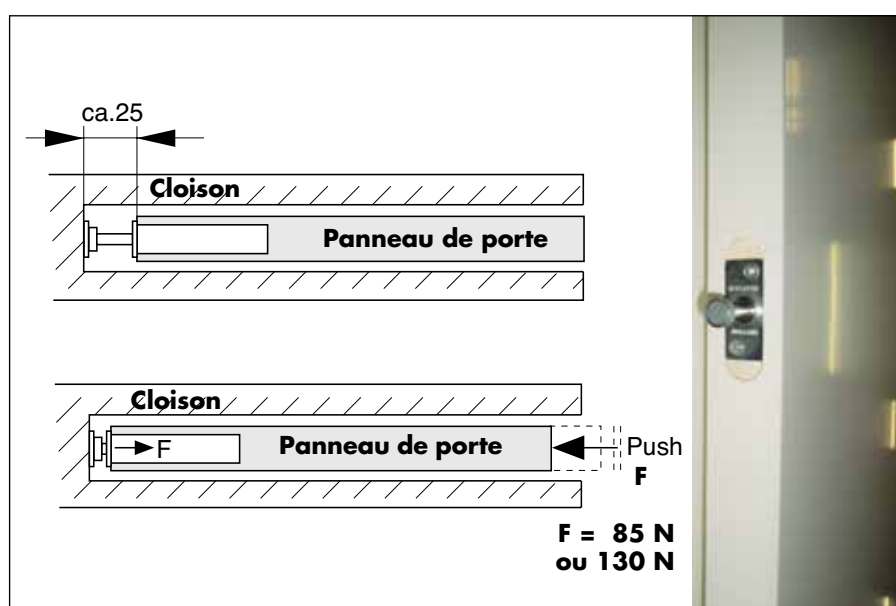 ca.25
Cloison
Panneau de porte
Cloison
F
Panneau de porte
Push
F
F = 85 N
ou 130 N